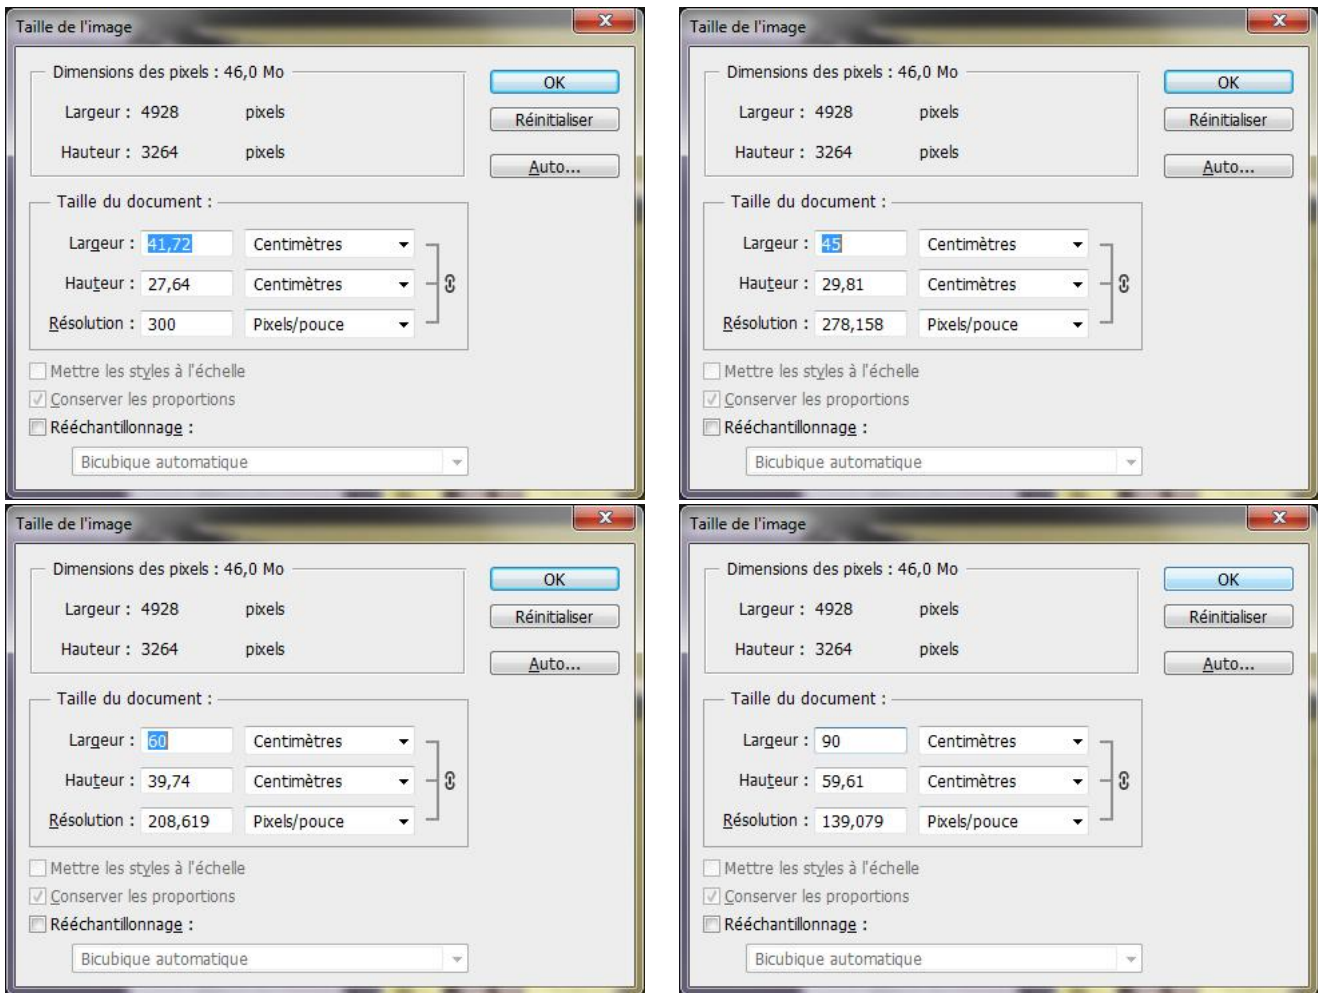 Taille de l'image
Dimensions des pixels : 46,0 Mo
OK
Largeur : 4928 pixels
Réinitialiser
Hauteur : 3264 pixels
Auto...
Taille du document :
Largeur : 41,72 Centimètres
Hauteur : 27,64 Centimètres
Résolution : 300 Pixels/pouce
Mettre les styles à l'échelle
Conserver les proportions
Rééchantillonnage :
Bicubique automatique
Taille de l'image
Dimensions des pixels : 46,0 Mo
OK
Largeur : 4928 pixels
Réinitialiser
Hauteur : 3264 pixels
Auto...
Taille du document :
Largeur : 45 Centimètres
Hauteur : 29,81 Centimètres
Résolution : 278,158 Pixels/pouce
Mettre les styles à l'échelle
Conserver les proportions
Rééchantillonnage :
Bicubique automatique
Taille de l'image
Dimensions des pixels : 46,0 Mo
OK
Largeur : 4928 pixels
Réinitialiser
Hauteur : 3264 pixels
Auto...
Taille du document :
Largeur : 60 Centimètres
Hauteur : 39,74 Centimètres
Résolution : 208,619 Pixels/pouce
Mettre les styles à l'échelle
Conserver les proportions
Rééchantillonnage :
Bicubique automatique
Taille de l'image
Dimensions des pixels : 46,0 Mo
OK
Largeur : 4928 pixels
Réinitialiser
Hauteur : 3264 pixels
Auto...
Taille du document :
Largeur : 90 Centimètres
Hauteur : 59,61 Centimètres
Résolution : 139,079 Pixels/pouce
Mettre les styles à l'échelle
Conserver les proportions
Rééchantillonnage :
Bicubique automatique